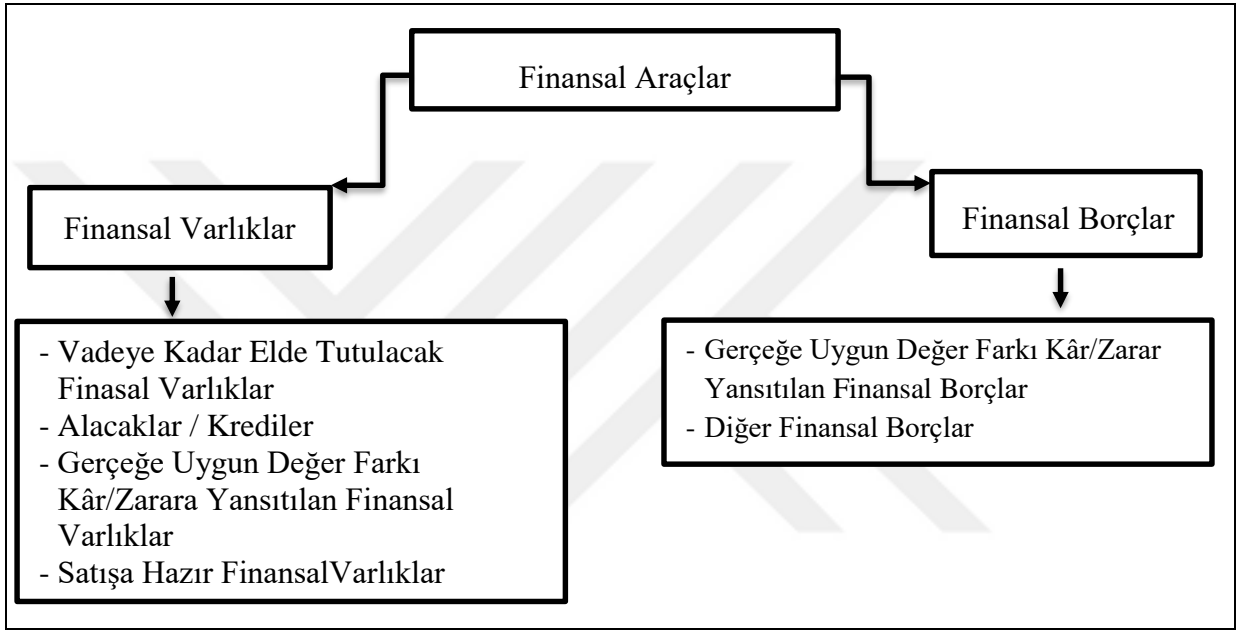 Finansal Araçlar
Finansal Varlıklar
Finansal Borçlar
- Vadeye Kadar Elde Tutulacak
Finasal Varlıklar
- Alacaklar / Krediler
- Gerçeğe Uygun Değer Farkı
Kâr/Zarara Yansıtılan Finansal
Varlıklar
- Satışa Hazır FinansalVarlıklar
- Gerçeğe Uygun Değer Farkı Kâr/Zarar
Yansıtılan Finansal Borçlar
- Diğer Finansal Borçlar